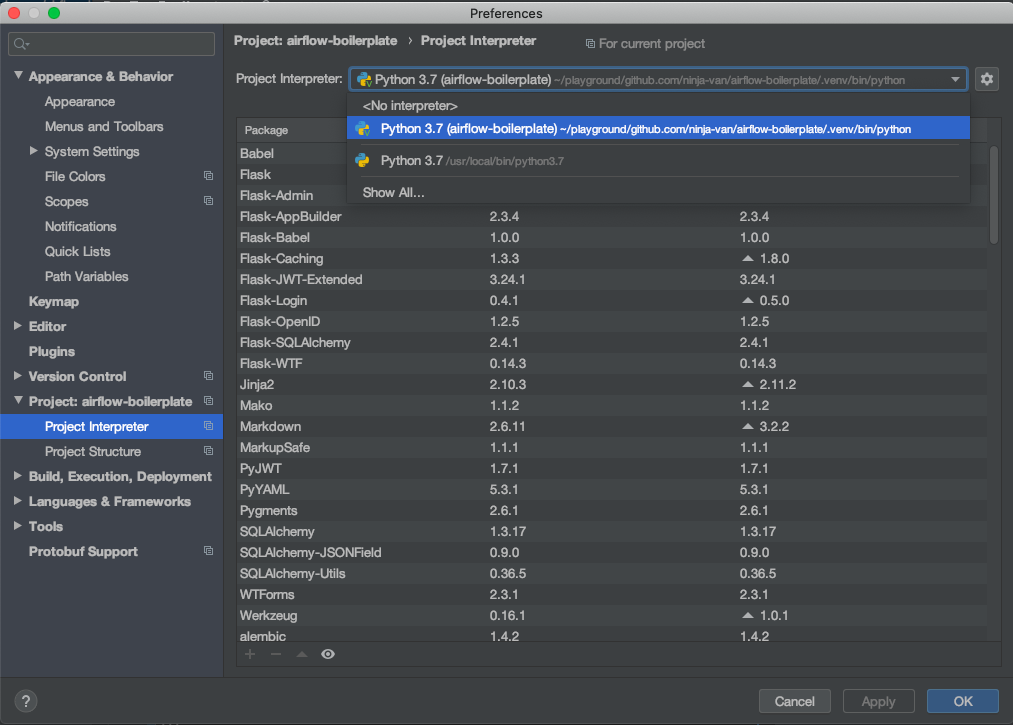 Preferences
Project: airflow-boilerplate › Project Interpreter
For current project
Project Interpreter: Python 3.7 (airflow-boilerplate) ~/playground/github.com/ninja-van/airflow-boilerplate/.venv/bin/python
<No interpreter>
Python 3.7 (airflow-boilerplate) ~/playground/github.com/ninja-van/airflow-boilerplate/.venv/bin/python
Python 3.7 /usr/local/bin/python3.7
Show All...
Appearance & Behavior
Appearance
Menus and Toolbars
System Settings
File Colors
Scopes
Notifications
Quick Lists
Path Variables
Keymap
Editor
Plugins
Version Control
Project: airflow-boilerplate
Project Interpreter
Project Structure
Build, Execution, Deployment
Languages & Frameworks
Tools
Protobuf Support
Package
Babel
Flask
Flask-Admin
Flask-AppBuilder 2.3.4 2.3.4
Flask-Babel 1.0.0 1.0.0
Flask-Caching 1.3.3 1.8.0
Flask-JWT-Extended 3.24.1 3.24.1
Flask-Login 0.4.1 0.5.0
Flask-OpenID 1.2.5 1.2.5
Flask-SQLAlchemy 2.4.1 2.4.1
Flask-WTF 0.14.3 0.14.3
Jinja2 2.10.3 2.11.2
Mako 1.1.2 1.1.2
Markdown 2.6.11 3.2.2
MarkupSafe 1.1.1 1.1.1
PyJWT 1.7.1 1.7.1
PyYAML 5.3.1 5.3.1
Pygments 2.6.1 2.6.1
SQLAlchemy 1.3.17 1.3.17
SQLAlchemy-JSONField 0.9.0 0.9.0
SQLAlchemy-Utils 0.36.5 0.36.5
WTForms 2.3.1 2.3.1
Werkzeug 0.16.1 1.0.1
alembic 1.4.2 1.4.2
?
Cancel
Apply
OK